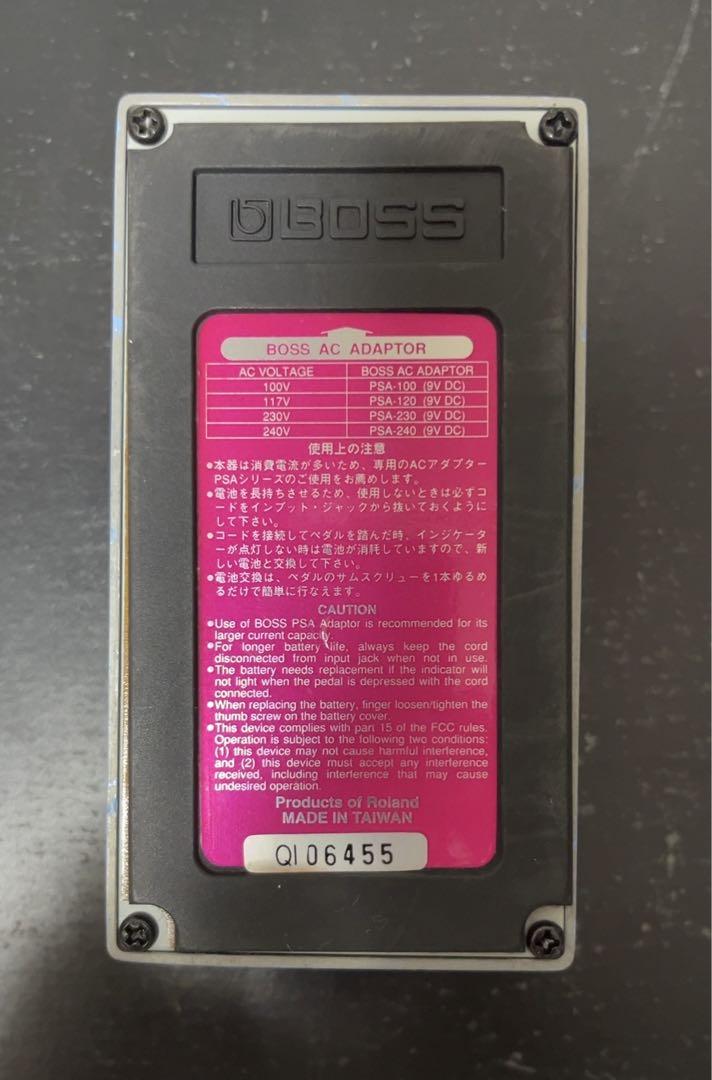 BOSS
BOSS AC ADAPTOR
AC VOLTAGE BOSS AC ADAPTOR
100V PSA-100 (9V DC)
117V PSA-120 (9V DC)
230V PSA-230 (9V DC)
240V PSA-240 (9V DC)
使用上の注意
●本器は消費電流が多いため、専用のACアダプター
PSAシリーズのご使用をお薦めします。
●電池を長持ちさせるため、使用しないときは必ずコ
ードをインプット・ジャックから抜いておくように
して下さい。
●コードを接続してペダルを踏んだ時、インジケータ
ーが点灯しない時は電池が消耗していますので、新
しい電池と交換して下さい。
●電池交換は、ペダルのサムスクリューを1本ゆるめ
るだけで簡単に行なえます。
CAUTION
●Use of BOSS PSA Adaptor is recommended for its
larger current capacity.
●For longer battery life, always keep the cord
disconnected from input jack when not in use.
●The battery needs replacement if the indicator will
not light when the pedal is depressed with the cord
connected.
●When replacing the battery, finger loosen/tighten the
thumb screw on the battery cover.
●This device complies with part 15 of the FCC rules.
Operation is subject to the following two conditions:
(1) this device may not cause harmful interference,
and (2) this device must accept any interference
received, including interference that may cause
undesired operation.
Products of Roland
MADE IN TAIWAN
QI 06455